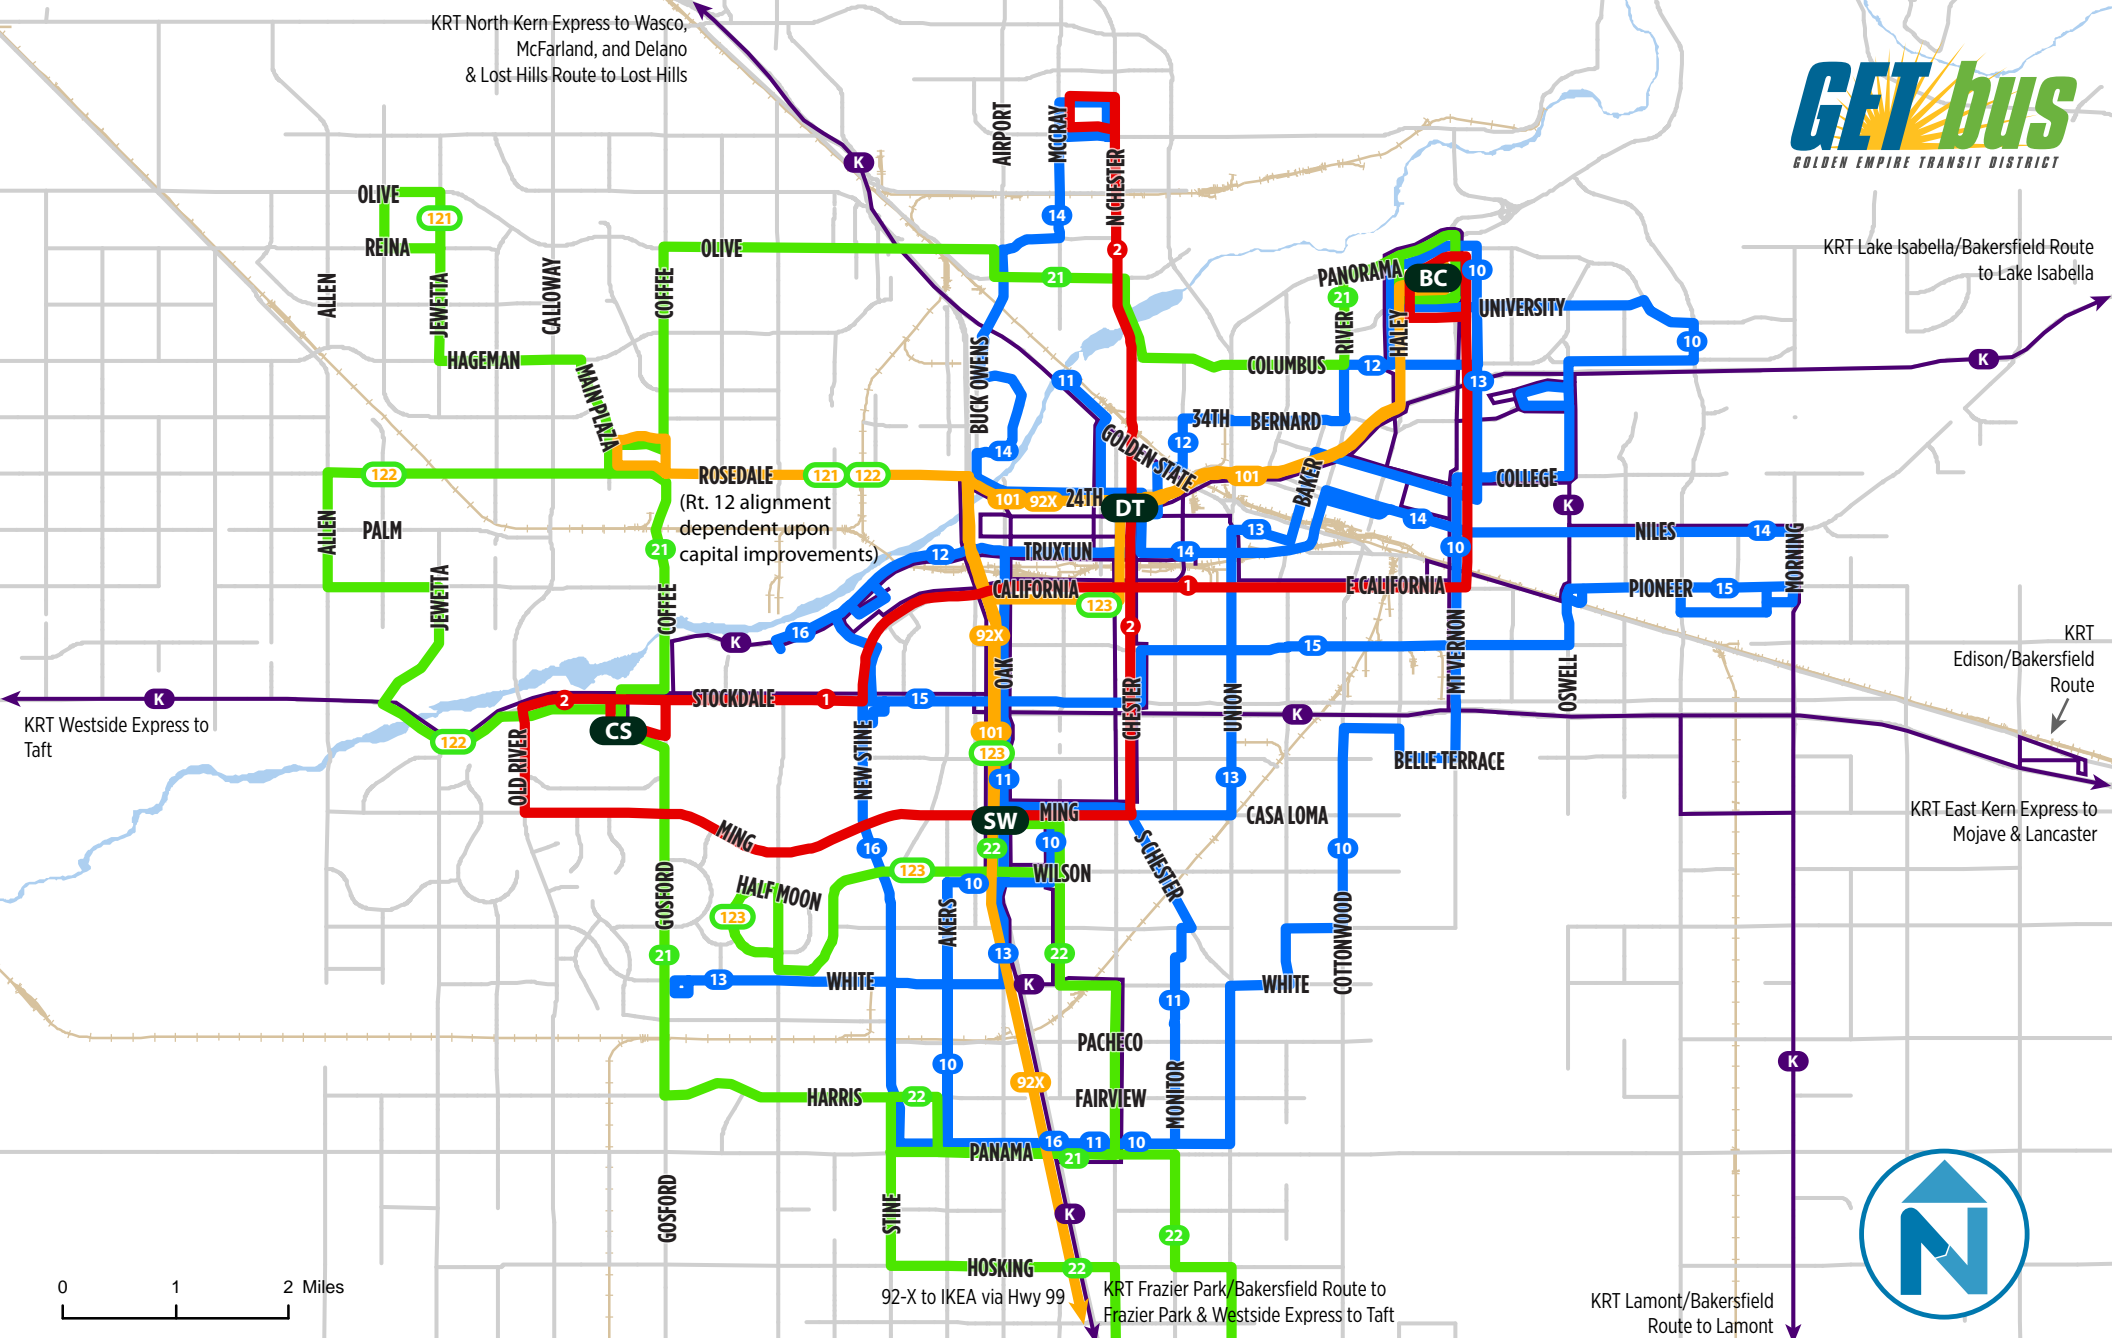 KRT North Kern Express to Wasco,
McFarland, and Delano
& Lost Hills Route to Lost Hills
GET bus
GOLDEN EMPIRE TRANSIT DISTRICT
AIRPORT
MCCRAY
N CHESTER
K
OLIVE
121
REINA
14
2
OLIVE
21
KRT Lake Isabella/Bakersfield Route
to Lake Isabella
ALLEN
JEWETTA
CALLOWAY
COFFEE
PANORAMA
BC
10
21
UNIVERSITY
RIVER
HALEY
10
HAGEMAN
MAIN PLAZA
BUCK OWENS
COLUMBUS
12
K
11
13
34TH
BERNARD
12
GOLDEN STATE
14
122
ROSEDALE
121
122
101
BAKER
COLLEGE
(Rt. 12 alignment
dependent upon
capital improvements)
101
92X
24TH
DT
K
ALLEN
PALM
14
13
NILES
14
MORNING
21
12
TRUXTUN
14
10
JEWETTA
COFFEE
CALIFORNIA
1
E CALIFORNIA
PIONEER
15
123
K
16
92X
2
15
KRT
Edison/Bakersfield
Route
OAK
MT VERNON
OSWELL
K
2
STOCKDALE
1
15
CHESTER
UNION
K
KRT Westside Express to
Taft
CS
122
OLD RIVER
NEW STINE
101
123
BELLE TERRACE
11
13
SW
MING
CASA LOMA
KRT East Kern Express to
Mojave & Lancaster
MING
16
22
10
S CHESTER
10
123
WILSON
HALF MOON
10
GOSFORD
123
AKERS
COTTONWOOD
21
13
22
13
WHITE
K
WHITE
11
PACHECO
10
K
92X
MONITOR
HARRIS
22
FAIRVIEW
16
11
10
PANAMA
21
GOSFORD
STINE
K
22
HOSKING
22
0 1 2 Miles
92-X to IKEA via Hwy 99
KRT Frazier Park/Bakersfield Route to
Frazier Park & Westside Express to Taft
KRT Lamont/Bakersfield
Route to Lamont
N